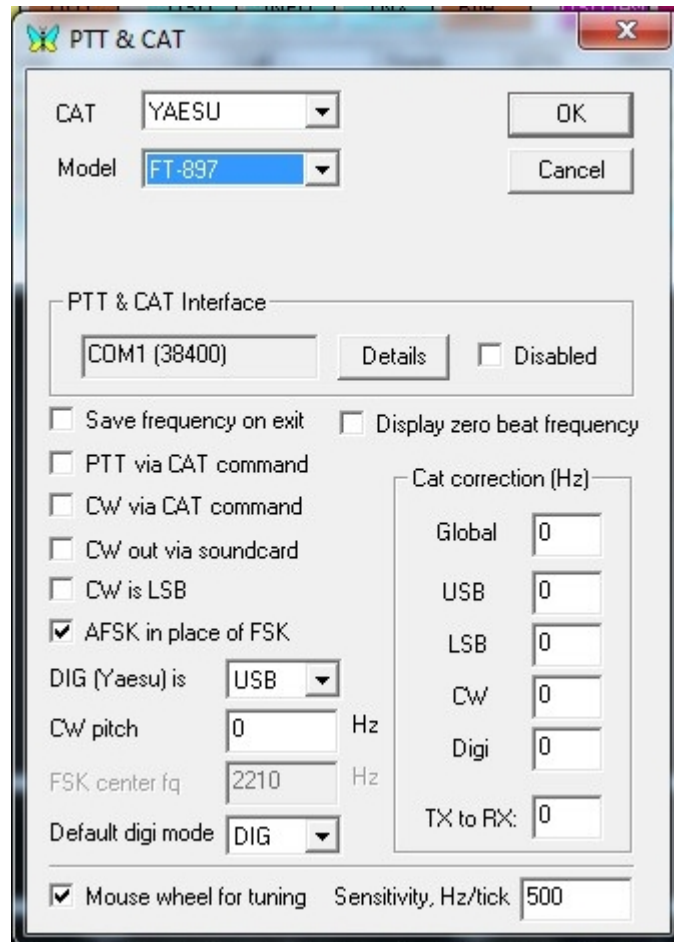 PTT & CAT
CAT YAESU OK
Model FT-897 Cancel
PTT & CAT Interface
COM1 (38400) Details Disabled
Save frequency on exit Display zero beat frequency
PTT via CAT command
Cat correction (Hz)
CW via CAT command
Global 0
CW out via soundcard
CW is LSB USB 0
AFSK in place of FSK
LSB 0
DIG (Yaesu) is USB
CW 0
CW pitch 0 Hz
Digi 0
FSK center fq 2210 Hz
TX to RX: 0
Default digi mode DIG
Mouse wheel for tuning Sensitivity, Hz/tick 500